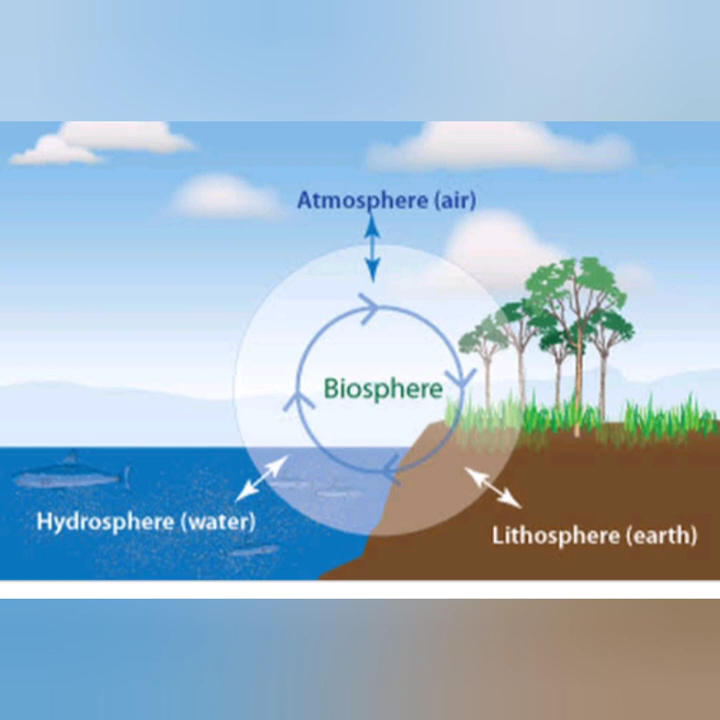 Atmosphere (air)
Biosphere
Hydrosphere (water)
Lithosphere (earth)